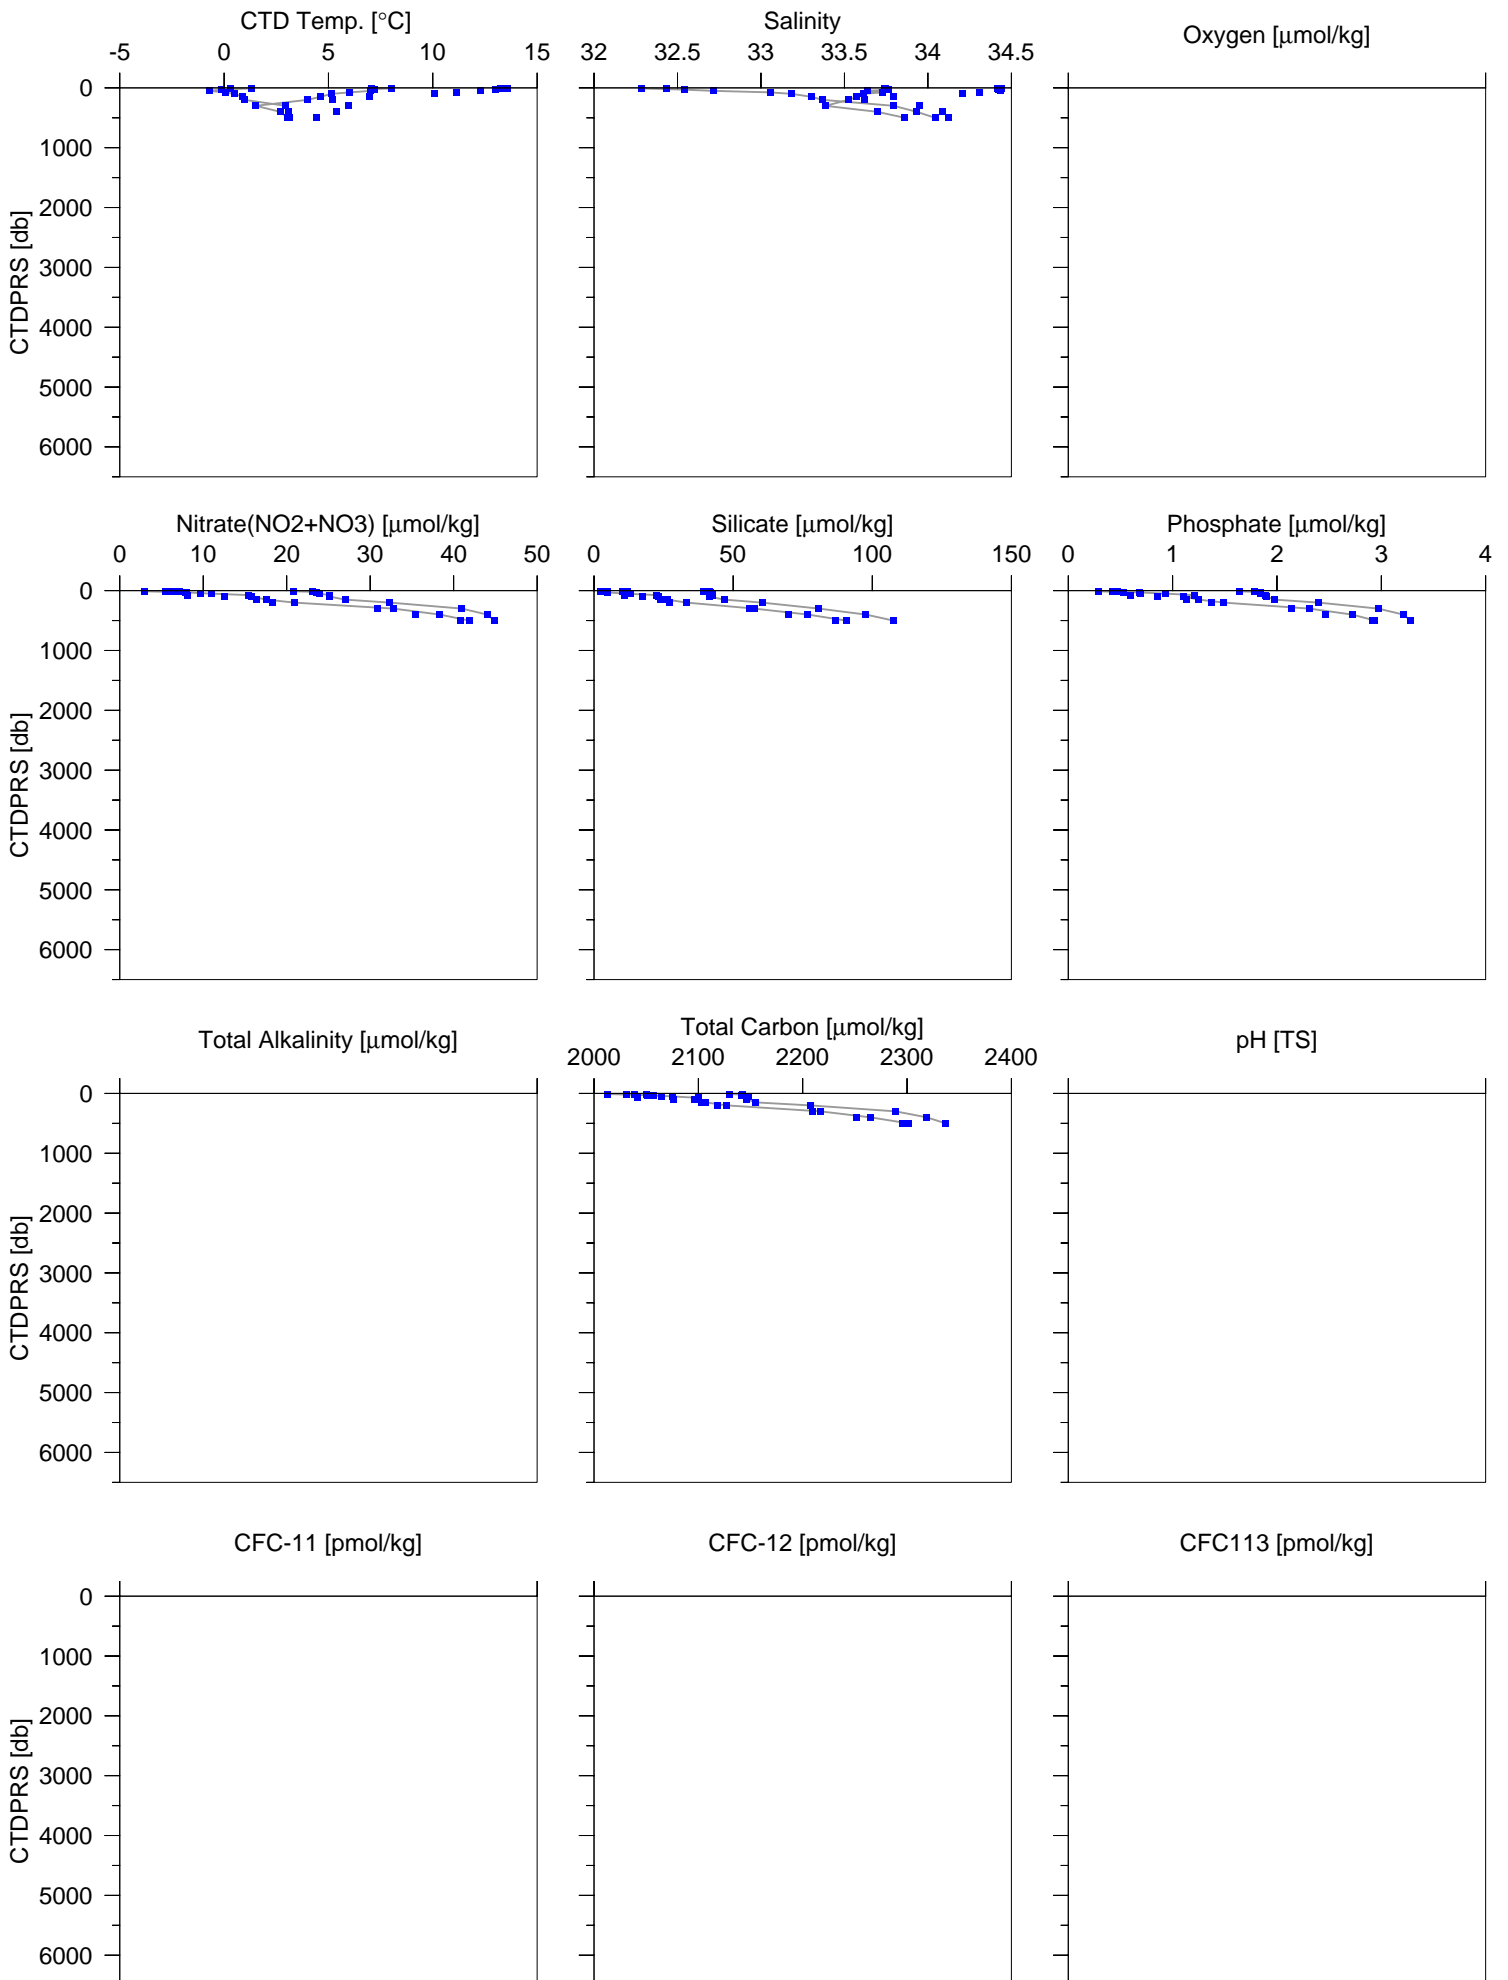 CTD Temp. [°C]
Salinity
Oxygen [μmol/kg]
-5 0 5 10 15
32 32.5 33 33.5 34 34.5
0
1000
2000
3000
4000
5000
6000
CTDPRS [db]
Nitrate(NO2+NO3) [μmol/kg]
Silicate [μmol/kg]
Phosphate [μmol/kg]
0 10 20 30 40 50
0 50 100 150
0 1 2 3 4
0
1000
2000
3000
4000
5000
6000
CTDPRS [db]
Total Alkalinity [μmol/kg]
Total Carbon [μmol/kg]
pH [TS]
2000 2100 2200 2300 2400
0
1000
2000
3000
4000
5000
6000
CTDPRS [db]
CFC-11 [pmol/kg]
CFC-12 [pmol/kg]
CFC113 [pmol/kg]
0
1000
2000
3000
4000
5000
6000
CTDPRS [db]